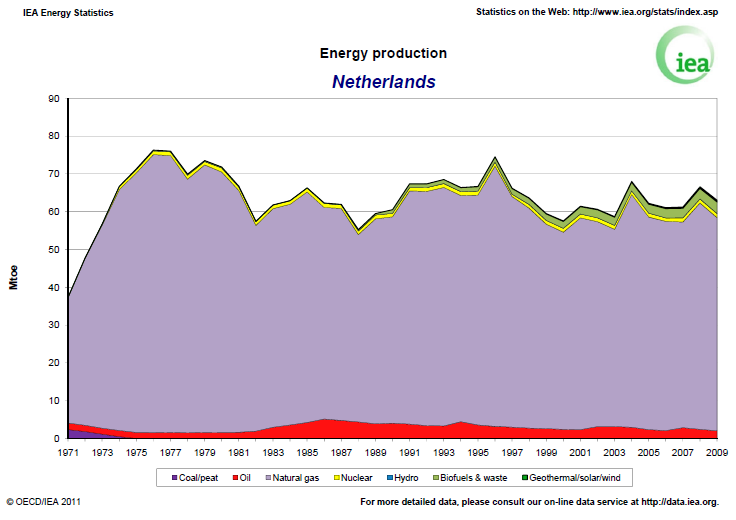 IEA Energy Statistics
Statistics on the Web: http://www.iea.org/stats/index.asp
iea
Energy production
Netherlands
90
80
70
60
50
40
30
20
10
0
Mtoe
1971 1973 1975 1977 1979 1981 1983 1985 1987 1989 1991 1993 1995 1997 1999 2001 2003 2005 2007 2009
Coal/peat Oil Natural gas Nuclear Hydro Biofuels & waste Geothermal/solar/wind
© OECD/IEA 2011
For more detailed data, please consult our on-line data service at http://data.iea.org.